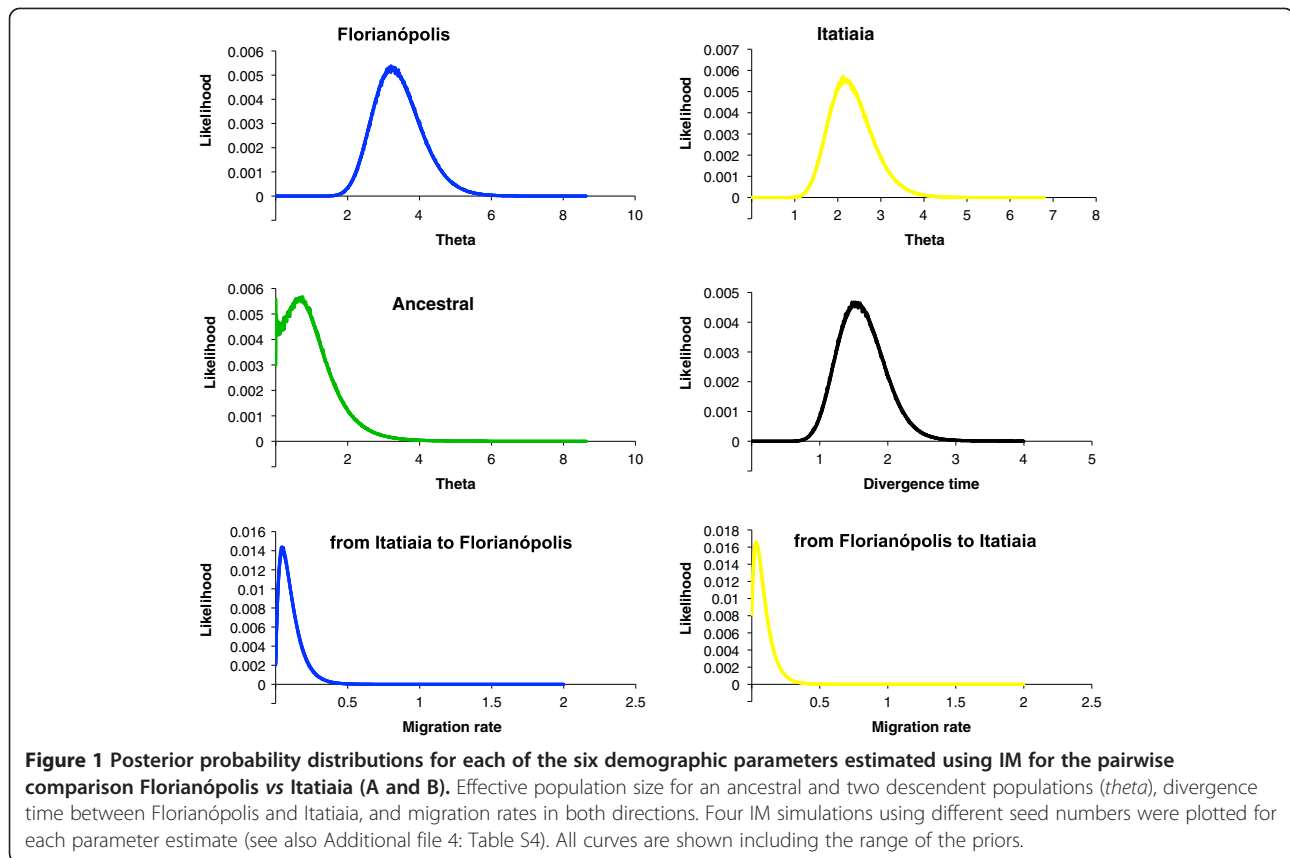 Florianópolis
0.006
0.005
0.004
0.003
0.002
0.001
0
Likelihood
2 4 6 8 10
Theta
Itatiaia
0.007
0.006
0.005
0.004
0.003
0.002
0.001
0
Likelihood
1 2 3 4 5 6 7 8
Theta
Ancestral
0.006
0.005
0.004
0.003
0.002
0.001
0
Likelihood
2 4 6 8 10
Theta
0.005
0.004
0.003
0.002
0.001
0
Likelihood
1 2 3 4 5
Divergence time
from Itatiaia to Florianópolis
0.016
0.014
0.012
0.01
0.008
0.006
0.004
0.002
0
Likelihood
0.5 1 1.5 2 2.5
Migration rate
from Florianópolis to Itatiaia
0.018
0.016
0.014
0.012
0.01
0.008
0.006
0.004
0.002
0
Likelihood
0.5 1 1.5 2 2.5
Migration rate
Figure 1 Posterior probability distributions for each of the six demographic parameters estimated using IM for the pairwise
comparison Florianópolis vs Itatiaia (A and B). Effective population size for an ancestral and two descendent populations (theta), divergence
time between Florianópolis and Itatiaia, and migration rates in both directions. Four IM simulations using different seed numbers were plotted for
each parameter estimate (see also Additional file 4: Table S4). All curves are shown including the range of the priors.